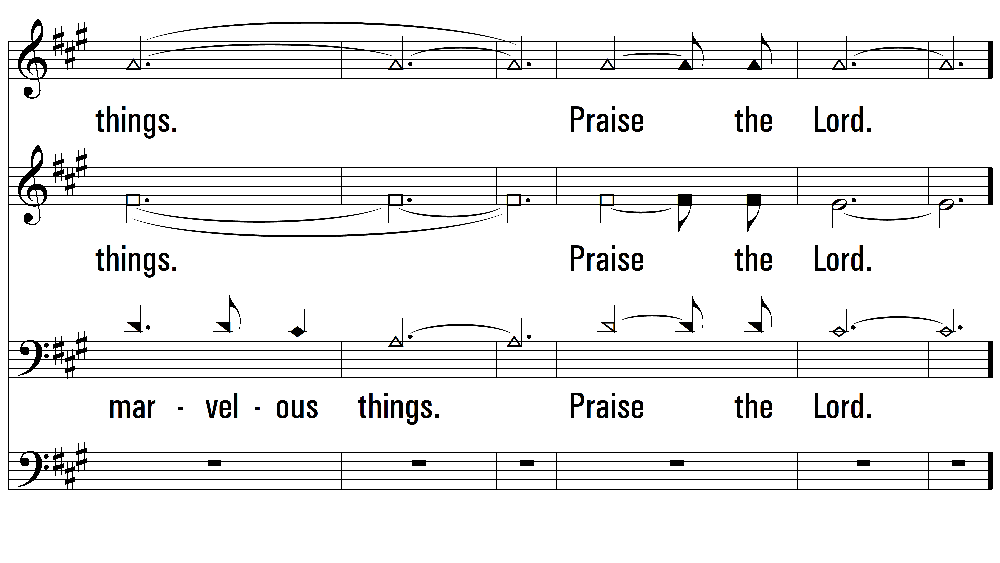 things. Praise the Lord.
things. Praise the Lord.
mar - vel - ous things. Praise the Lord.